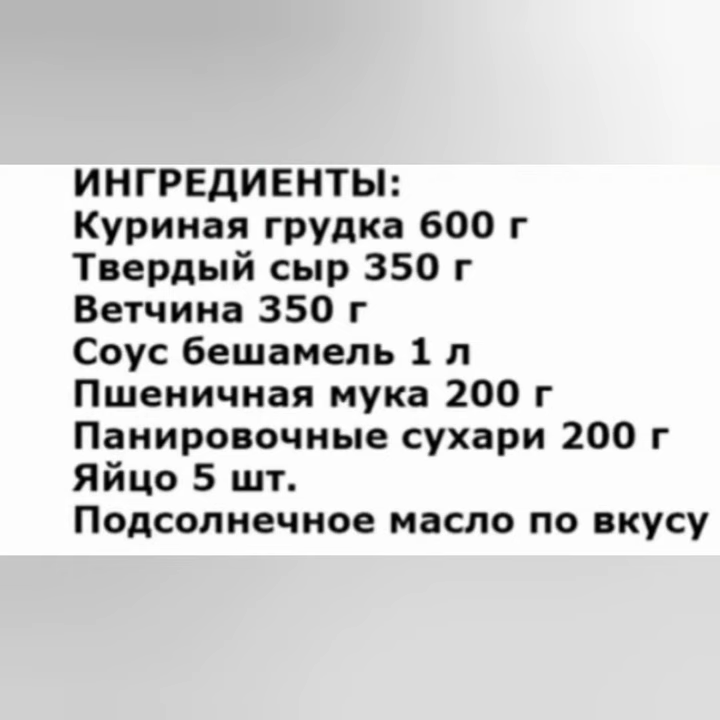 ИНГРЕДИЕНТЫ:
Куриная грудка 600 г
Твердый сыр 350 г
Ветчина 350 г
Соус бешамель 1 л
Пшеничная мука 200 г
Панировочные сухари 200 г
Яйцо 5 шт.
Подсолнечное масло по вкусу